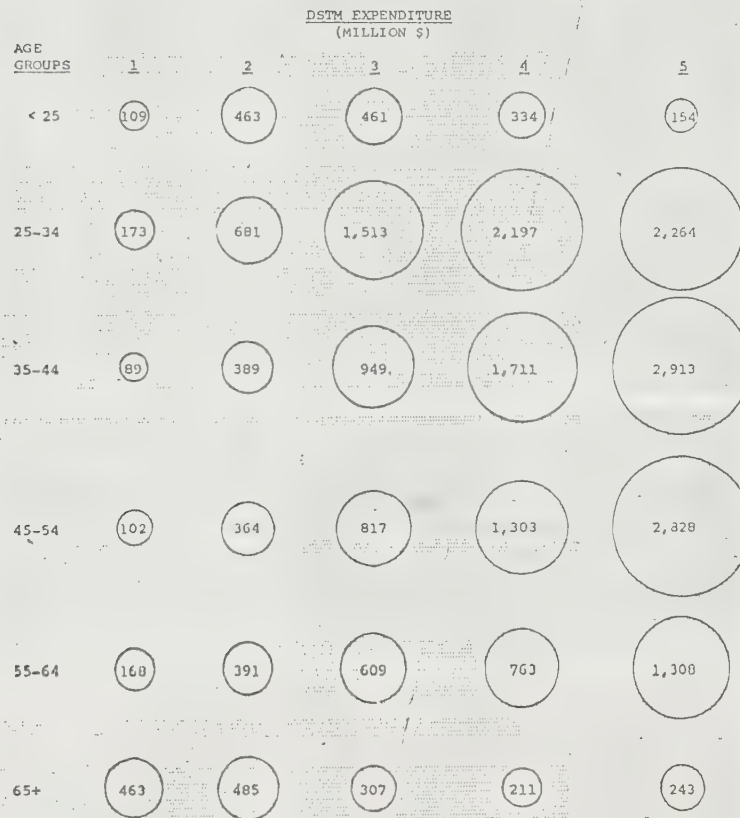 DSTM EXPENDITURE
(MILLION $)
AGE
GROUPS 1 2 3 4 5
< 25 109 463 461 334 154
25-34 173 681 1,513 2,197 2,264
35-44 89 389 949 1,711 2,913
45-54 102 364 817 1,303 2,828
55-64 168 391 609 763 1,308
65+ 463 485 307 211 243